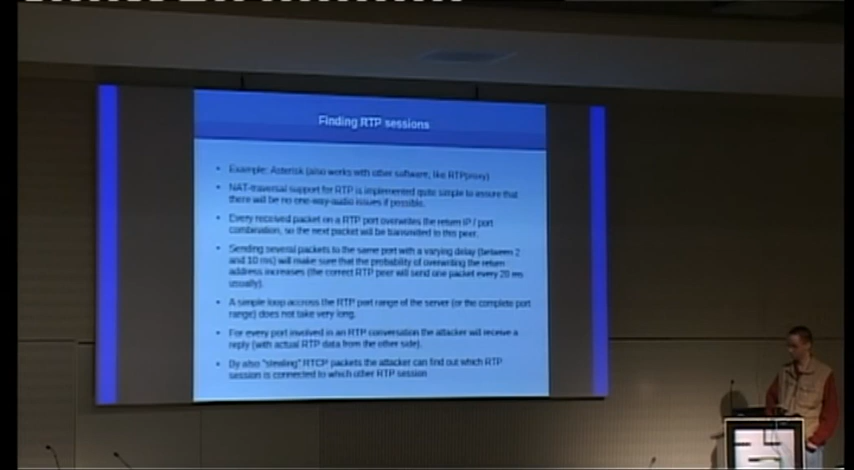 Finding RTP sessions
Example: Asterisk (also works with other software, like RTPproxy)
NAT-traversal support for RTP is implemented quite simple to assure that
there will be no one-way-audio issues if possible.
Every received packet on a RTP port overwrites the return IP / port
combination, so the next packet will be transmitted to this peer.
Sending several packets to the same port with a varying delay (between 2
and 10 ms) will make sure that the probability of overwriting the return
address increases (the correct RTP peer will send one packet every 20 ms
usually).
A simple loop accross the RTP port range of the server (or the complete port
range) does not take very long.
For every port involved in an RTP conversation the attacker will receive a
reply (with actual RTP data from the other side).
By also "stealing" RTCP packets the attacker can find out which RTP
session is connected to which other RTP session